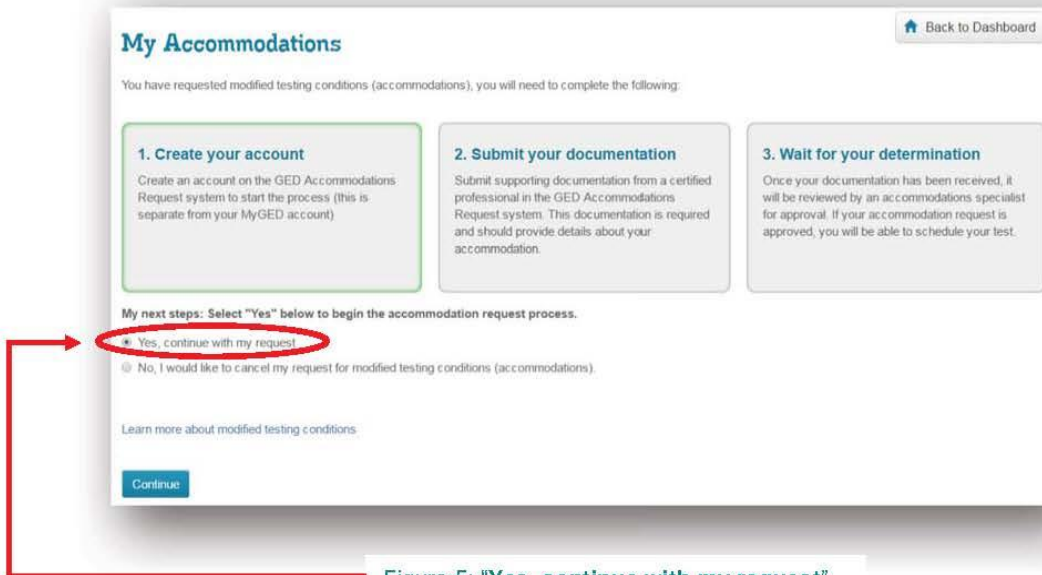 Back to Dashboard
My Accommodations
You have requested modified testing conditions (accommodations), you will need to complete the following:
1. Create your account
Create an account on the GED Accommodations
Request system to start the process (this is
separate from your MyGED account)
2. Submit your documentation
Submit supporting documentation from a certified
professional in the GED Accommodations
Request system. This documentation is required
and should provide details about your
accommodation.
3. Wait for your determination
Once your documentation has been received, it
will be reviewed by an accommodations specialist
for approval. If your accommodation request is
approved, you will be able to schedule your test.
My next steps: Select "Yes" below to begin the accommodation request process.
Yes, continue with my request
No, I would like to cancel my request for modified testing conditions (accommodations).
Learn more about modified testing conditions
Continue
Figure 5: "Yes, continue with my request"